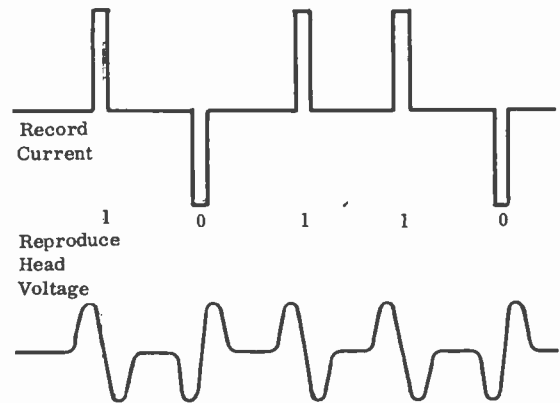 Record
Current
1 0 1 1 0
Reproduce
Head
Voltage